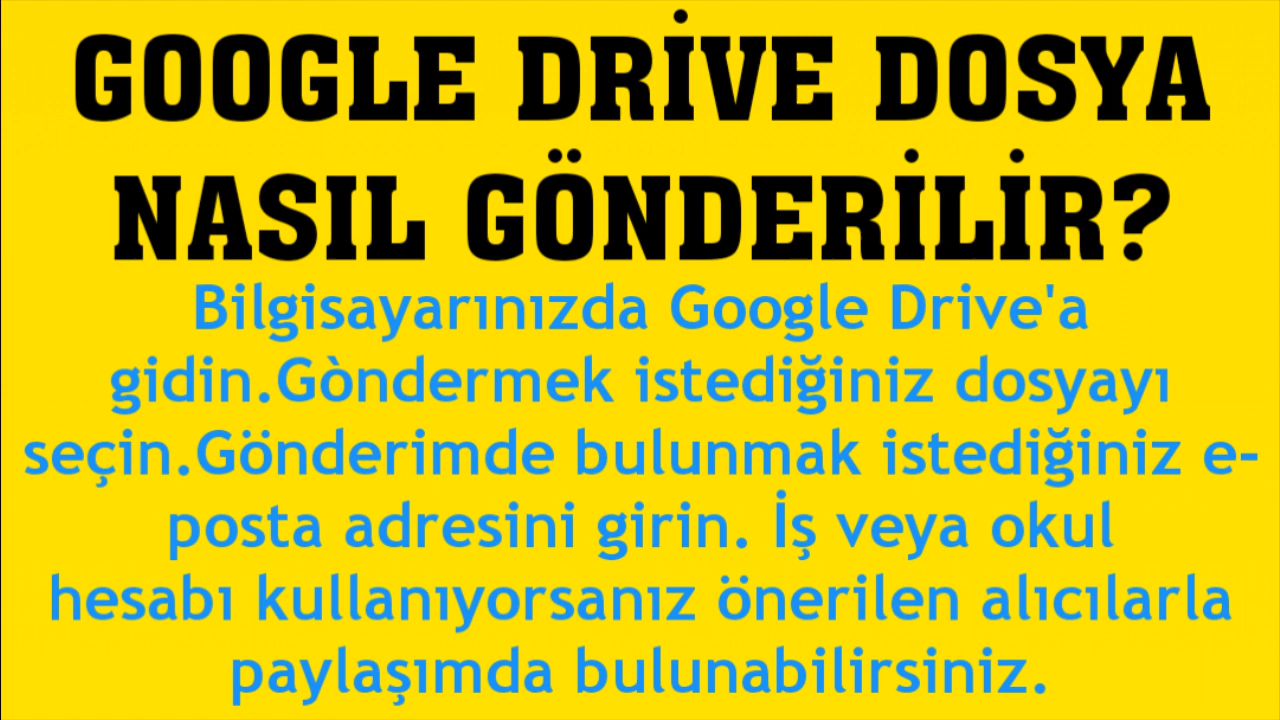 GOOGLE DRİVE DOSYA
NASIL GÖNDERİLİR?
Bilgisayarınızda Google Drive'a
gidin.Gòndermek istediğiniz dosyayı
seçin.Gönderimde bulunmak istediğiniz e-
posta adresini girin. İş veya okul
hesabı kullanıyorsanız önerilen alıcılarla
paylaşımda bulunabilirsiniz.